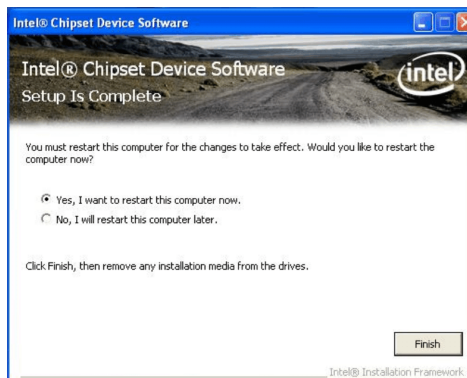 Intel® Chipset Device Software
Intel® Chipset Device Software
intel
Setup Is Complete
You must restart this computer for the changes to take effect. Would you like to restart the
computer now?
Yes, I want to restart this computer now.
No, I will restart this computer later.
Click Finish, then remove any installation media from the drives.
Finish
Intel® Installation Framework